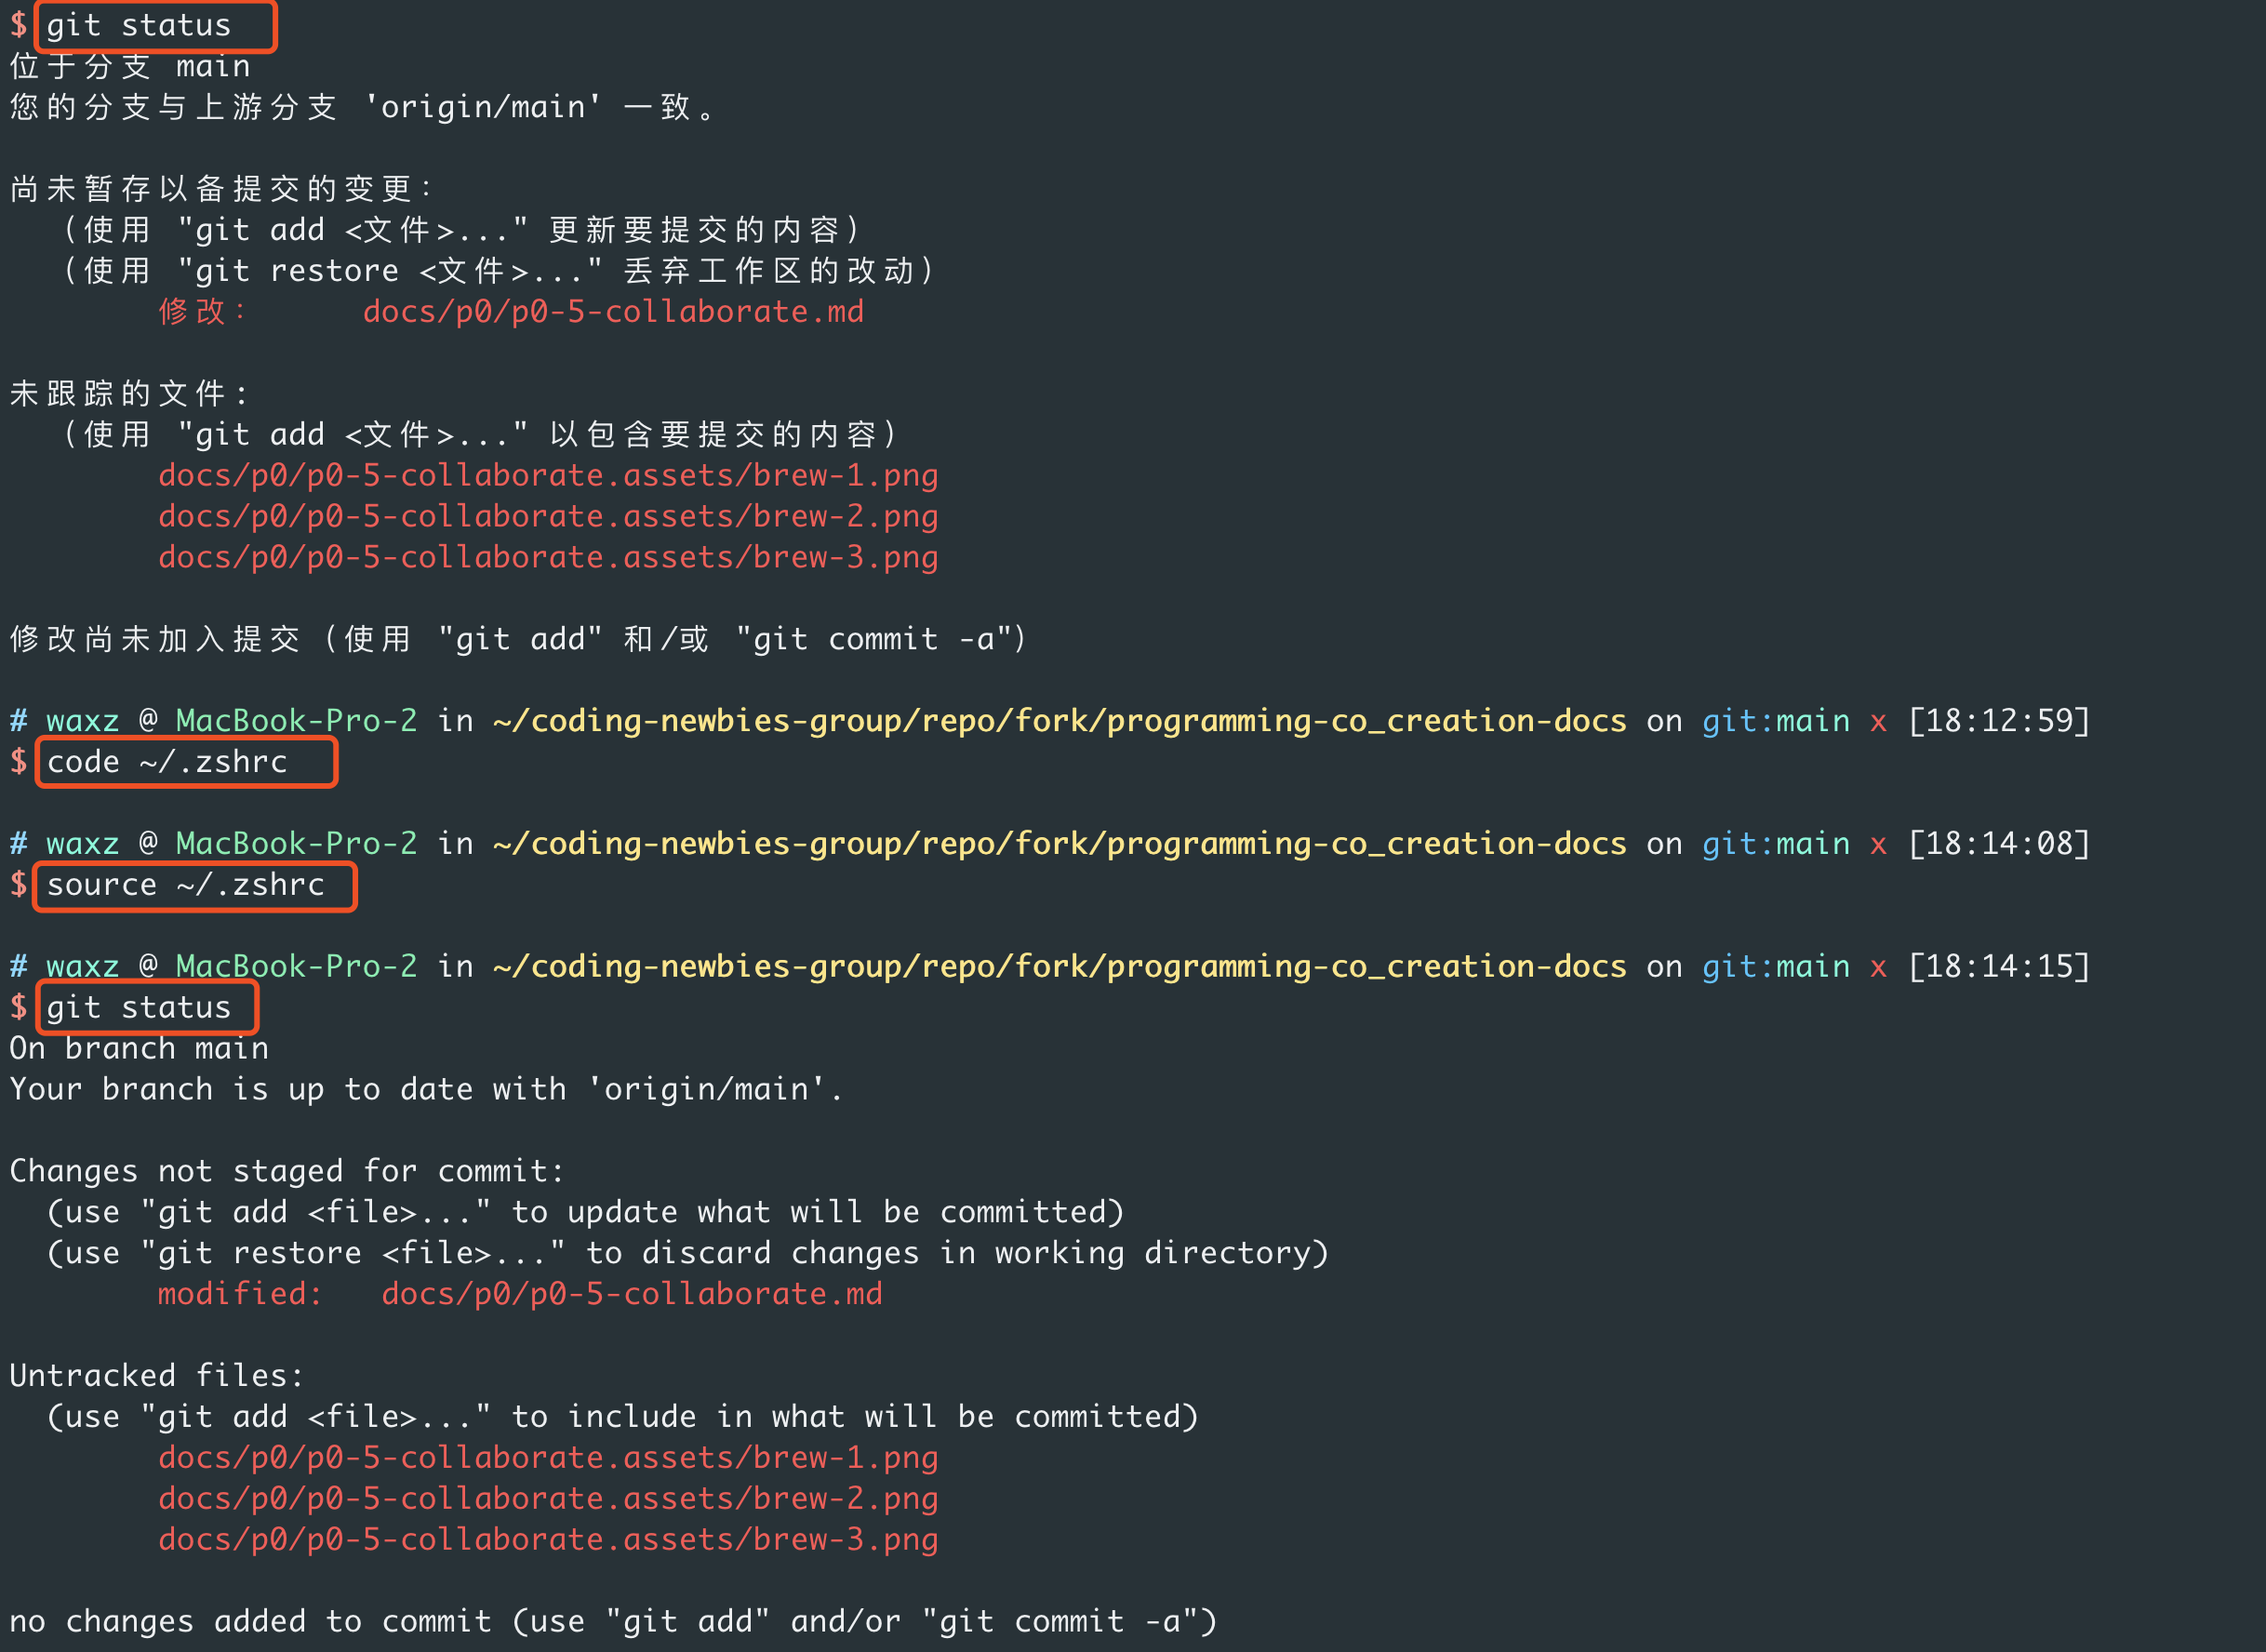 $ git status
位于分支 main
您的分支与上游分支 'origin/main' 一致。
尚未暂存以备提交的变更：
（使用 "git add <文件>..." 更新要提交的内容）
（使用 "git restore <文件>..." 丢弃工作区的改动）
修改： docs/p0/p0-5-collaborate.md
未跟踪的文件:
（使用 "git add <文件>..." 以包含要提交的内容）
docs/p0/p0-5-collaborate.assets/brew-1.png
docs/p0/p0-5-collaborate.assets/brew-2.png
docs/p0/p0-5-collaborate.assets/brew-3.png
修改尚未加入提交（使用 "git add" 和/或 "git commit -a"）
# waxz @ MacBook-Pro-2 in ~/coding-newbies-group/repo/fork/programming-co_creation-docs on git:main x [18:12:59]
$ code ~/.zshrc
# waxz @ MacBook-Pro-2 in ~/coding-newbies-group/repo/fork/programming-co_creation-docs on git:main x [18:14:08]
$ source ~/.zshrc
# waxz @ MacBook-Pro-2 in ~/coding-newbies-group/repo/fork/programming-co_creation-docs on git:main x [18:14:15]
$ git status
On branch main
Your branch is up to date with 'origin/main'.
Changes not staged for commit:
(use "git add <file>..." to update what will be committed)
(use "git restore <file>..." to discard changes in working directory)
modified: docs/p0/p0-5-collaborate.md
Untracked files:
(use "git add <file>..." to include in what will be committed)
docs/p0/p0-5-collaborate.assets/brew-1.png
docs/p0/p0-5-collaborate.assets/brew-2.png
docs/p0/p0-5-collaborate.assets/brew-3.png
no changes added to commit (use "git add" and/or "git commit -a")